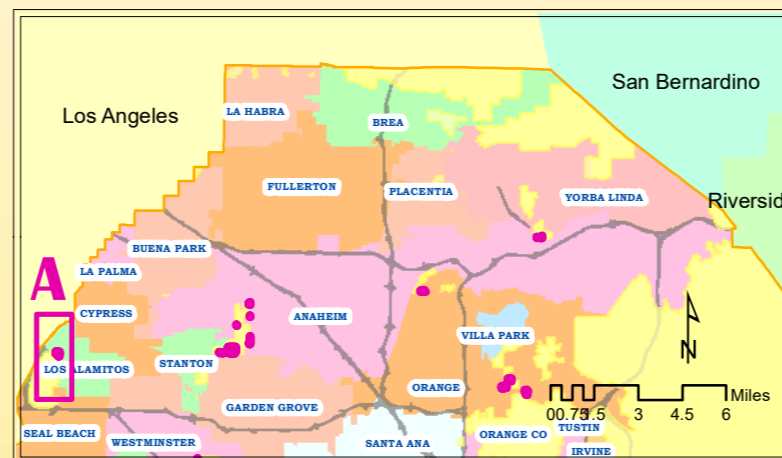 San Bernardino
Los Angeles
LA HABRA
BREA
FULLERTON
PLACENTIA
YORBA LINDA
Riversid
BUENA PARK
LA PALMA
A
CYPRESS
ANAHEIM
VILLA PARK
N
STANTON
LOS ALAMITOS
ORANGE
Miles
00.751.5 3 4.5 6
GARDEN GROVE
SEAL BEACH
WESTMINSTER
SANTA ANA
ORANGE CO
TUSTIN
IRVINE